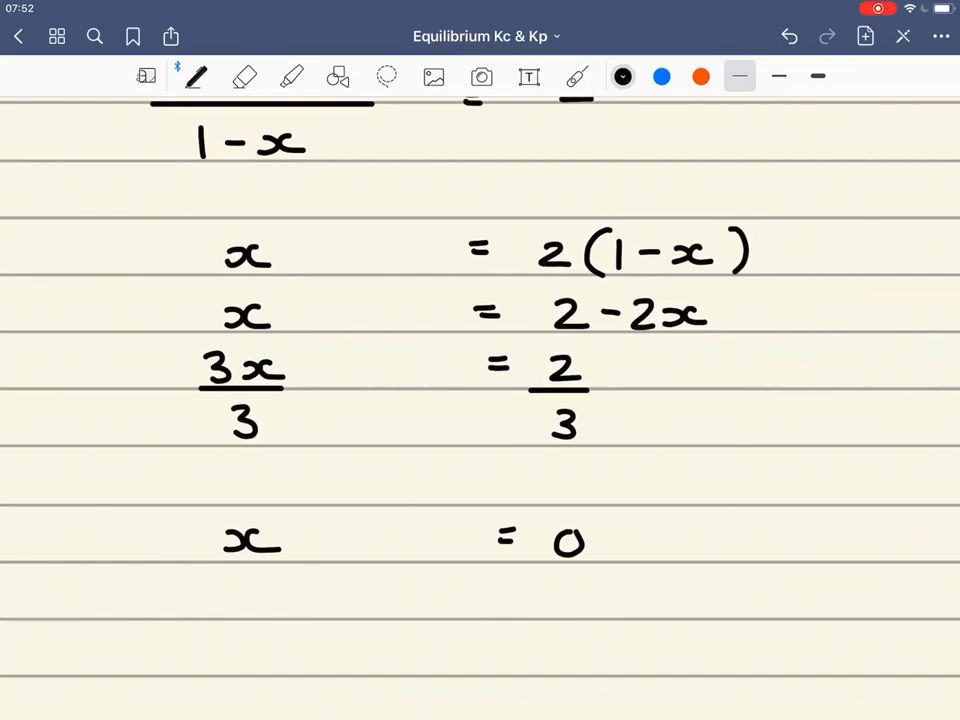 07:52
Equilibrium Kc & Kp
T
=
1 - x
x = 2 (1 - x)
x = 2 - 2x
3x = 2
3 3
x = 0